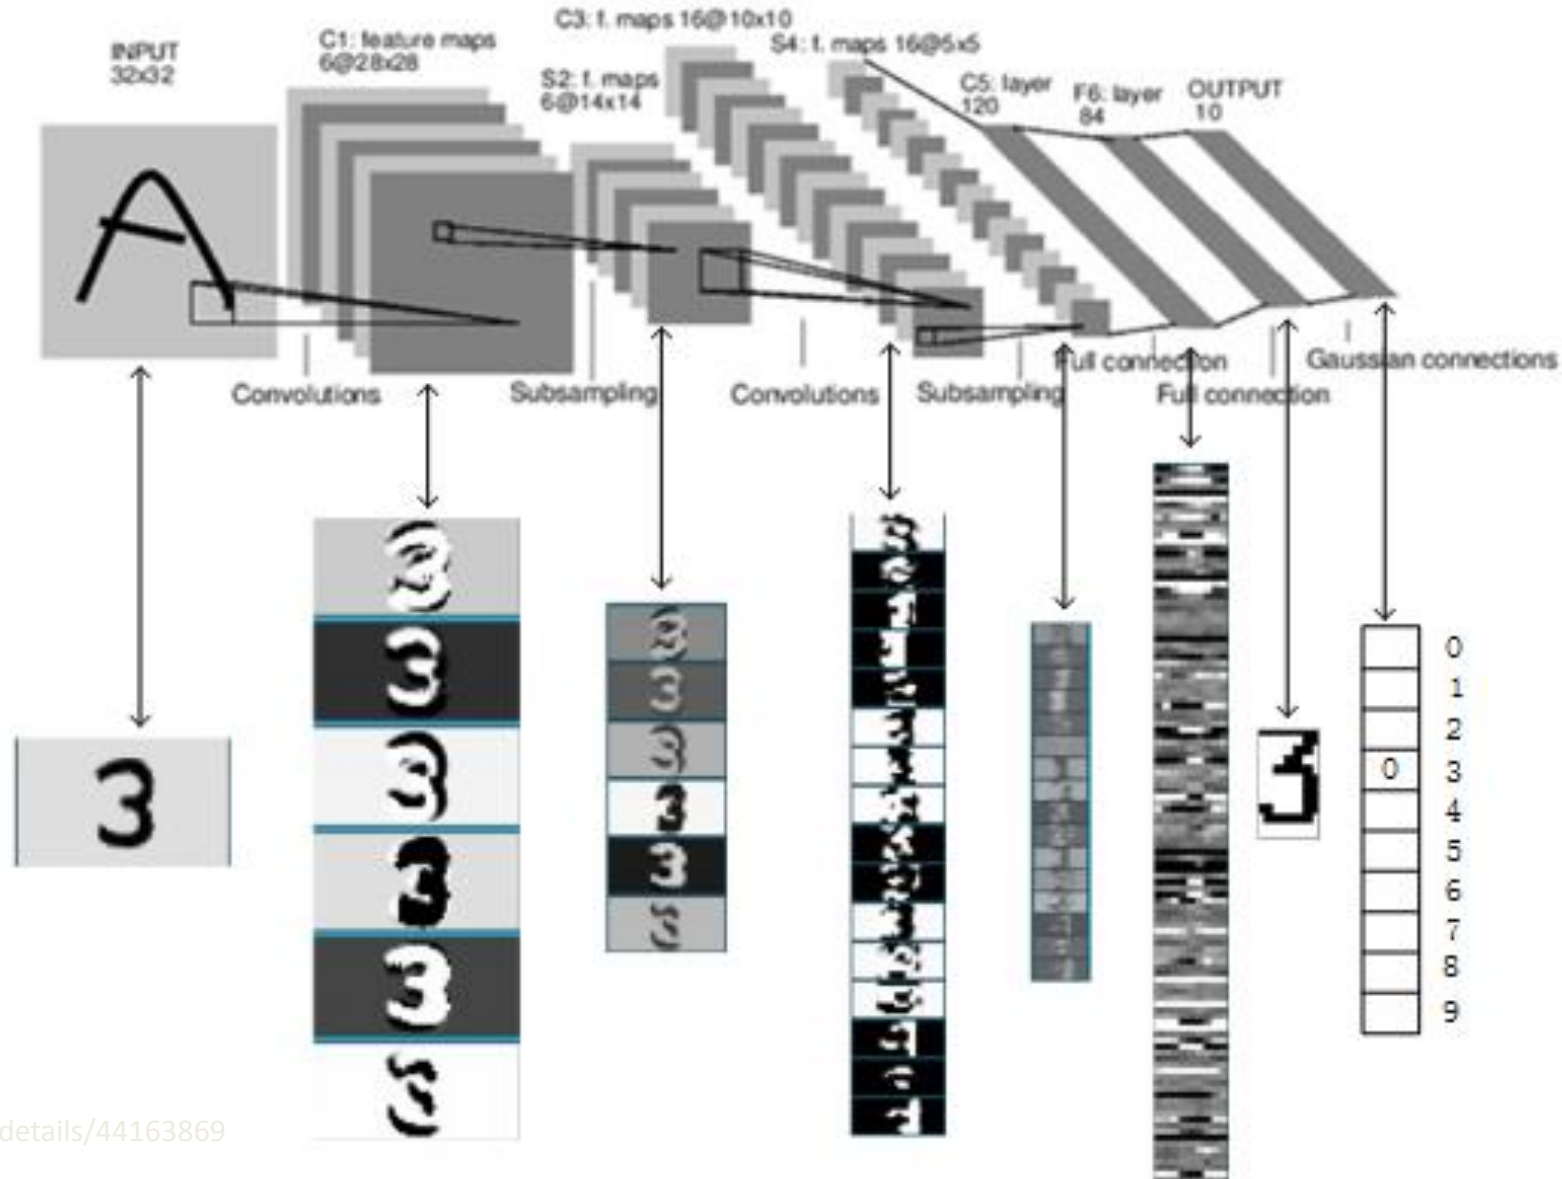 INPUT
32x32
C1: feature maps
6@28x28
S2: f. maps
6@14x14
C3: f. maps 16@10x10
S4: f. maps 16@5x5
C5: layer
120
F6: layer
84
OUTPUT
10
A
Convolutions
Subsampling
Convolutions
Subsampling
Full connection
Full connection
Gaussian connections
3
3
0
0
1
2
3
4
5
6
7
8
9
details/44163869